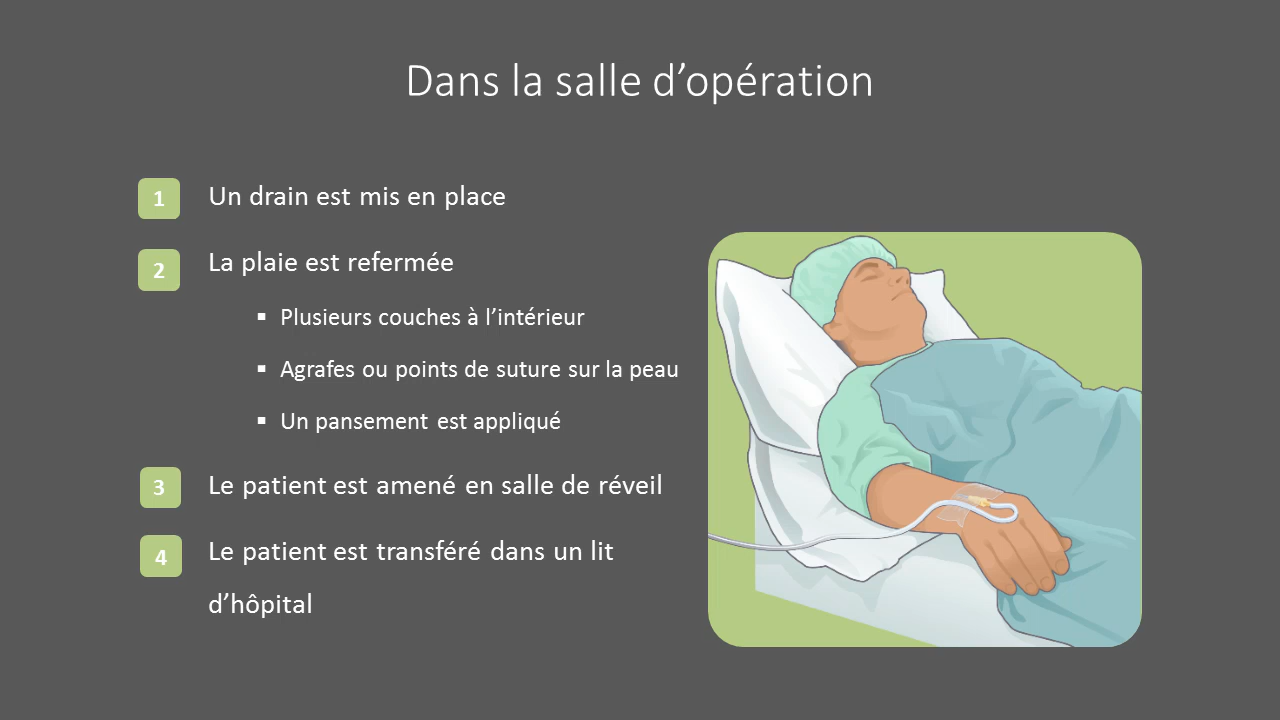 Dans la salle d’opération
1 Un drain est mis en place
2 La plaie est refermée
▪ Plusieurs couches à l’intérieur
▪ Agrafes ou points de suture sur la peau
▪ Un pansement est appliqué
3 Le patient est amené en salle de réveil
4 Le patient est transféré dans un lit
d’hôpital